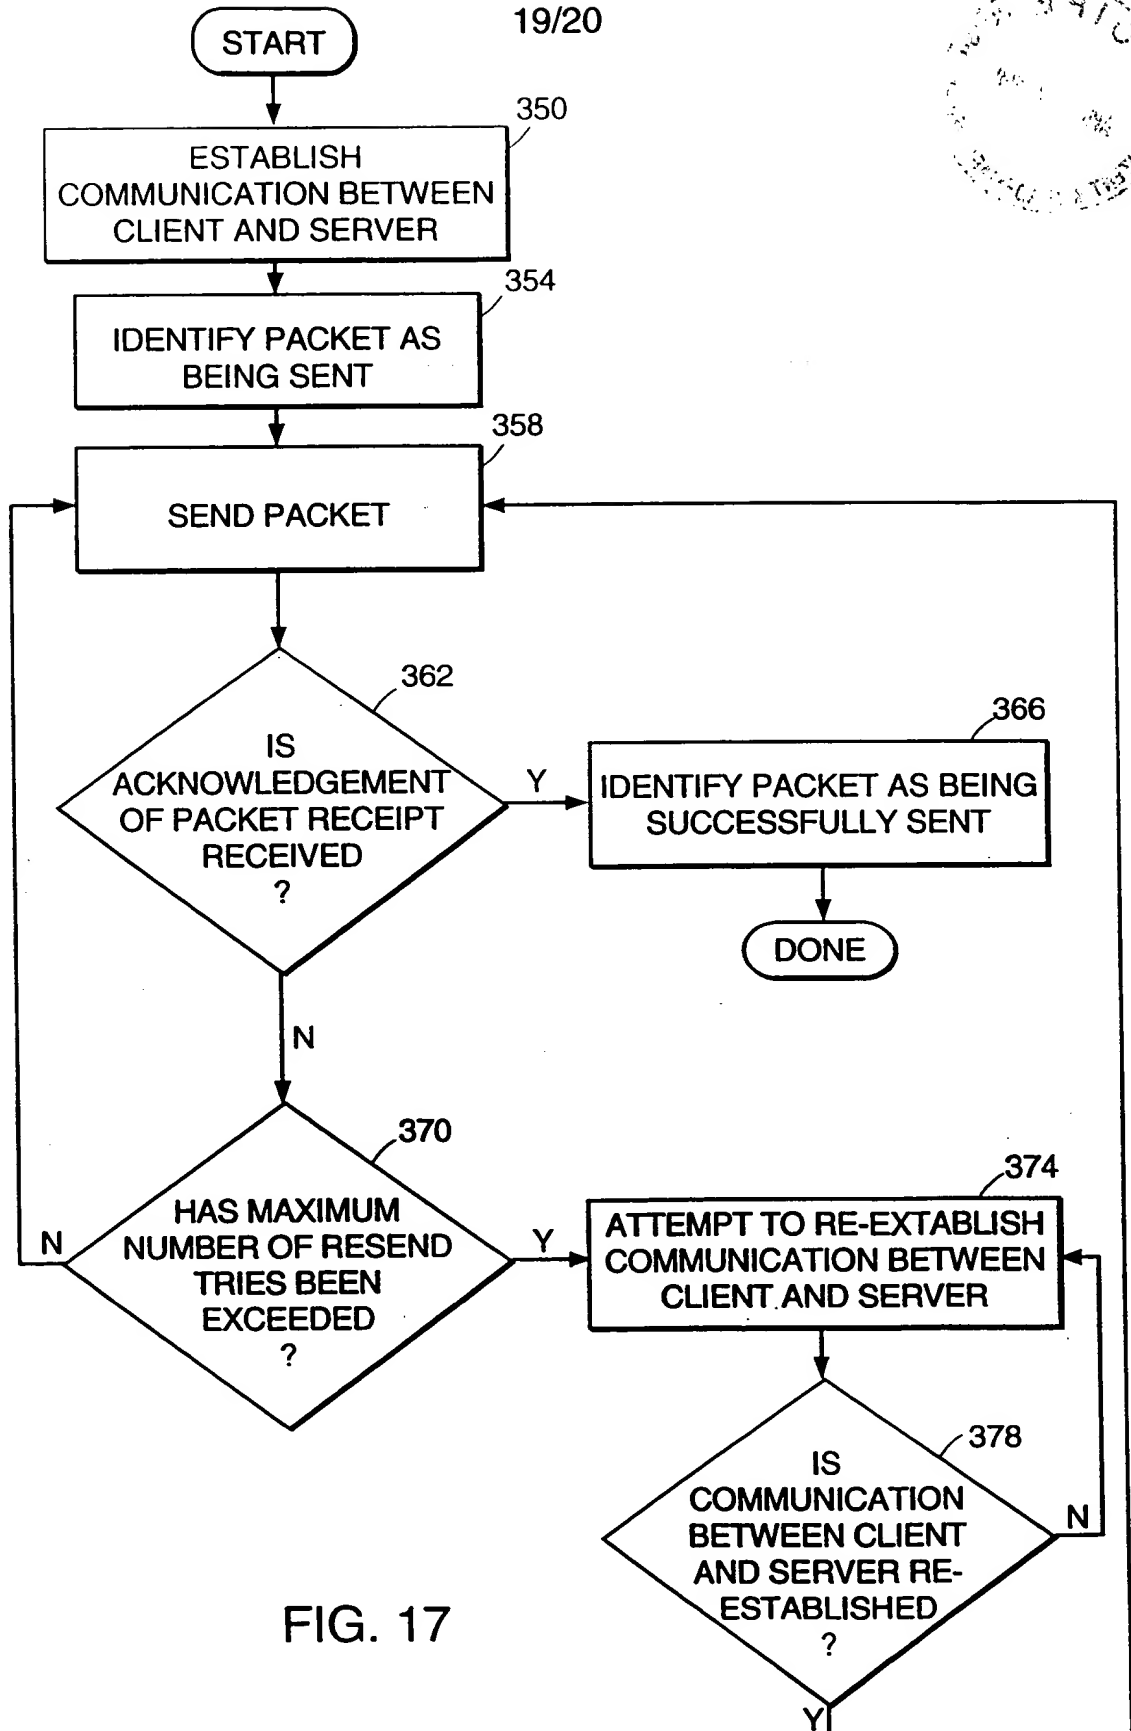 19/20
START
350
ESTABLISH
COMMUNICATION BETWEEN
CLIENT AND SERVER
354
IDENTIFY PACKET AS
BEING SENT
358
SEND PACKET
362
IS
ACKNOWLEDGEMENT
OF PACKET RECEIPT
RECEIVED
?
Y
366
IDENTIFY PACKET AS BEING
SUCCESSFULLY SENT
DONE
N
370
HAS MAXIMUM
NUMBER OF RESEND
TRIES BEEN
EXCEEDED
?
N
Y
374
ATTEMPT TO RE-EXTABLISH
COMMUNICATION BETWEEN
CLIENT AND SERVER
378
IS
COMMUNICATION
BETWEEN CLIENT
AND SERVER RE-
ESTABLISHED
?
N
Y
FIG. 17